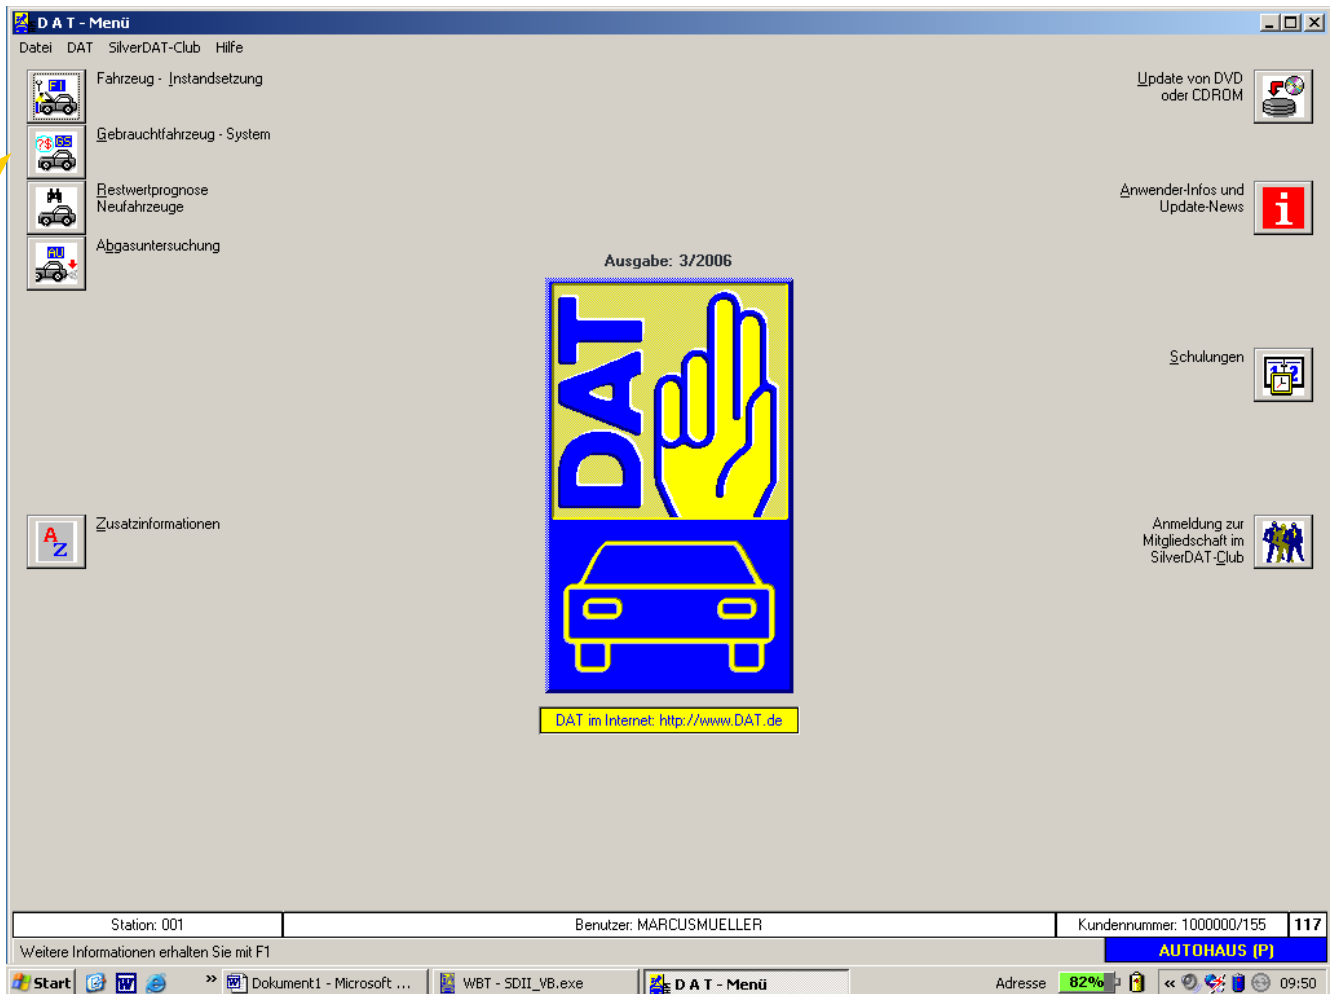 D A T - Menü
Datei DAT SilverDAT-Club Hilfe
FI
Fahrzeug - Instandsetzung
Update von DVD
oder CDROM
?$ GS
Gebrauchtfahrzeug - System
Restwertprognose
Neufahrzeuge
Anwender-Infos und
Update-News
i
AU
Abgasuntersuchung
Ausgabe: 3/2006
DAT
Schulungen
A
Z
Zusatzinformationen
Anmeldung zur
Mitgliedschaft im
SilverDAT-Club
DAT im Internet: http://www.DAT.de
Station: 001
Benutzer: MARCUSMUELLER
Kundennummer: 1000000/155
117
Weitere Informationen erhalten Sie mit F1
AUTOHAUS (P)
Start
W
»
Dokument1 - Microsoft ...
WBT - SDII_VB.exe
D A T - Menü
Adresse
82%
«
09:50